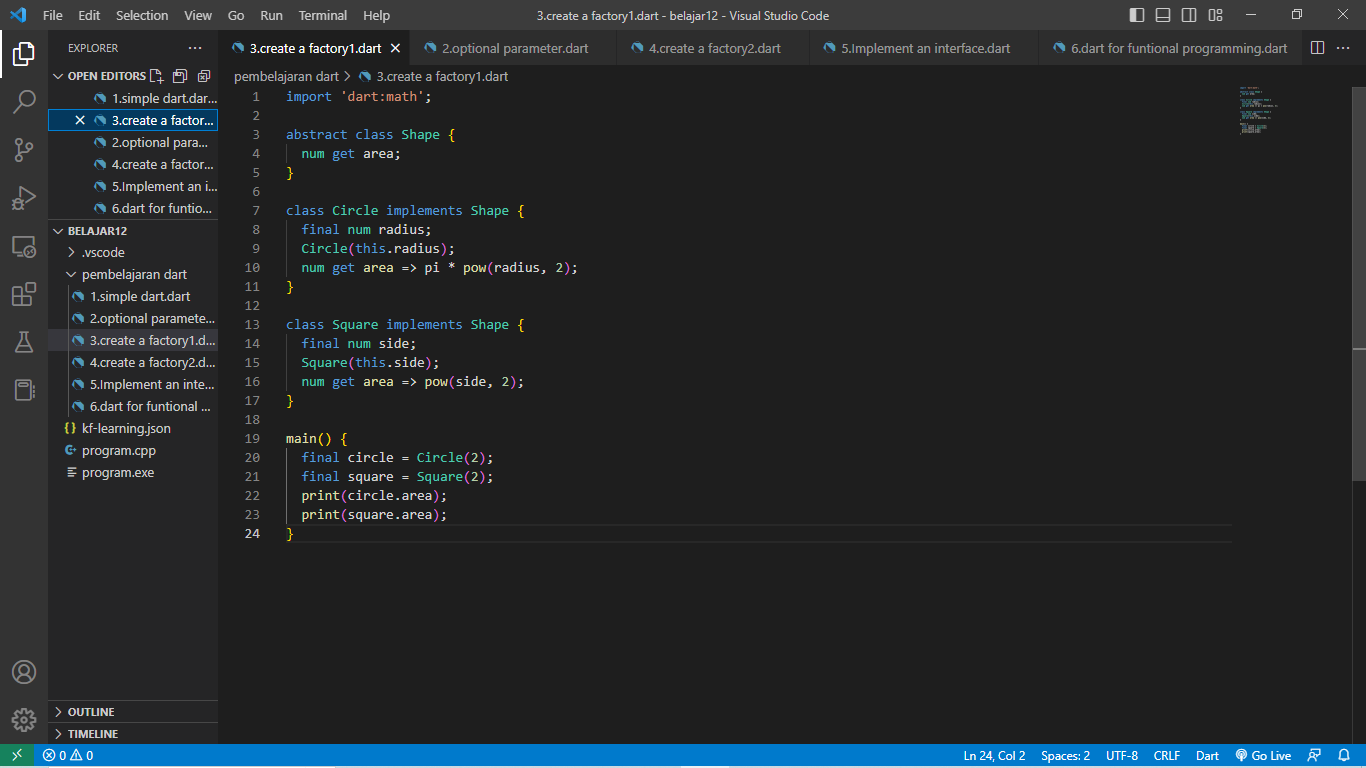 File Edit Selection View Go Run Terminal Help 3.create a factory1.dart - belajar12 - Visual Studio Code
EXPLORER
OPEN EDITORS
1.simple dart.dar...
3.create a factor...
2.optional para...
4.create a factor...
5.Implement an i...
6.dart for funtio...
BELAJAR12
.vscode
pembelajaran dart
1.simple dart.dart
2.optional paramete...
3.create a factory1.d...
4.create a factory2.d...
5.Implement an inte...
6.dart for funtional ...
kf-learning.json
program.cpp
program.exe
OUTLINE
TIMELINE
3.create a factory1.dart 2.optional parameter.dart 4.create a factory2.dart 5.Implement an interface.dart 6.dart for funtional programming.dart
pembelajaran dart > 3.create a factory1.dart
1 import 'dart:math';
2
3 abstract class Shape {
4 num get area;
5 }
6
7 class Circle implements Shape {
8 final num radius;
9 Circle(this.radius);
10 num get area => pi * pow(radius, 2);
11 }
12
13 class Square implements Shape {
14 final num side;
15 Square(this.side);
16 num get area => pow(side, 2);
17 }
18
19 main() {
20 final circle = Circle(2);
21 final square = Square(2);
22 print(circle.area);
23 print(square.area);
24 }
0 0 Ln 24, Col 2 Spaces: 2 UTF-8 CRLF Dart Go Live